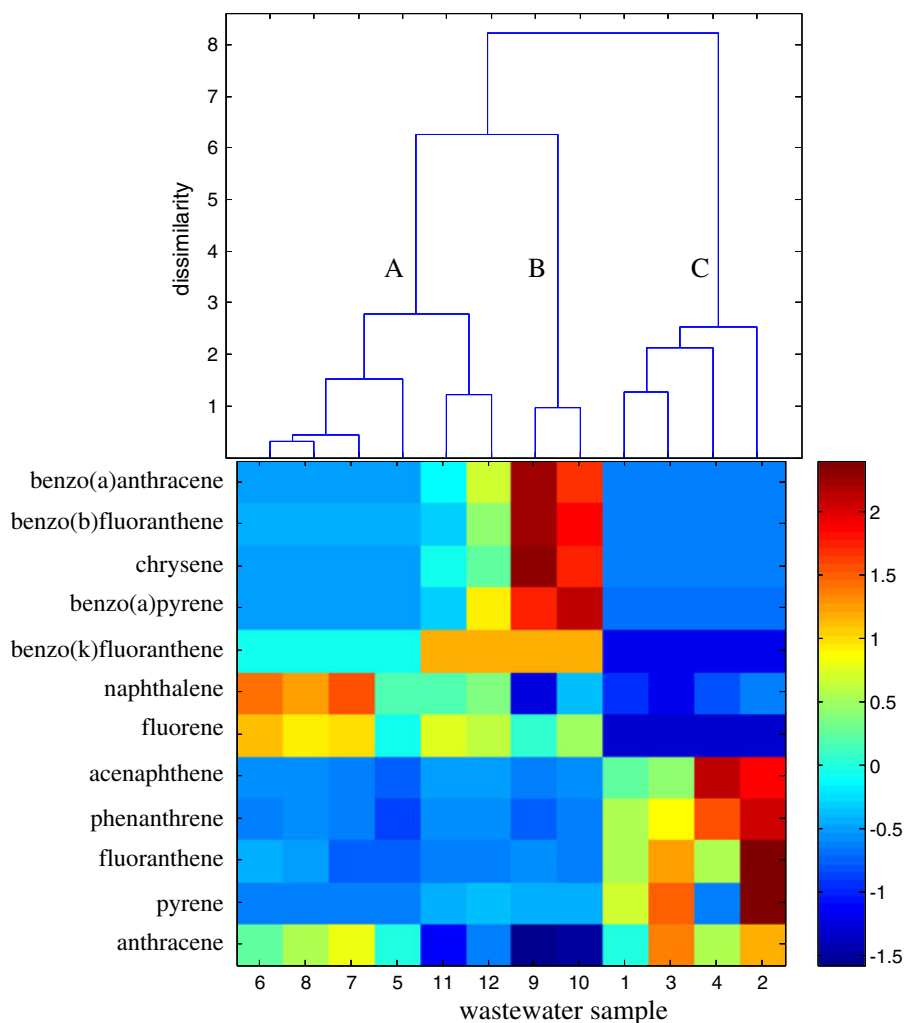 8
7
6
5
4
3
2
1
dissimilarity
A B C
benzo(a)anthracene
benzo(b)fluoranthene
chrysene
benzo(a)pyrene
benzo(k)fluoranthene
naphthalene
fluorene
acenaphthene
phenanthrene
fluoranthene
pyrene
anthracene
2
1.5
1
0.5
0
-0.5
-1
-1.5
6 8 7 5 11 12 9 10 1 3 4 2
wastewater sample